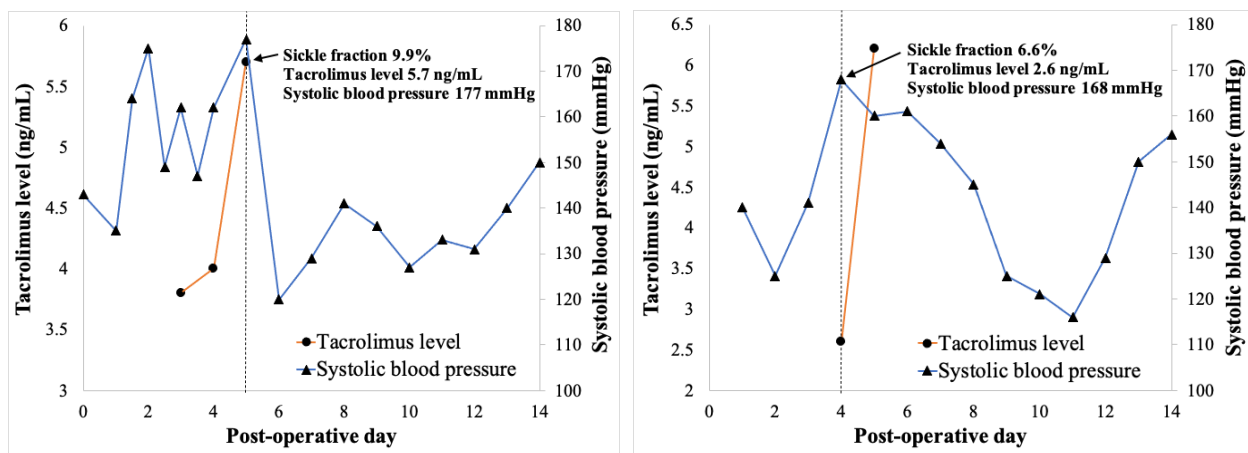 6
5.5
5
4.5
4
3.5
3
Tacrolimus level (ng/mL)
180
170
160
150
140
130
120
110
100
Systolic blood pressure (mmHg)
Sickle fraction 9.9%
Tacrolimus level 5.7 ng/mL
Systolic blood pressure 177 mmHg
Tacrolimus level
Systolic blood pressure
0 2 4 6 8 10 12 14
Post-operative day
6.5
6
5.5
5
4.5
4
3.5
3
2.5
2
Tacrolimus level (ng/mL)
180
170
160
150
140
130
120
110
100
Systolic blood pressure (mmHg)
Sickle fraction 6.6%
Tacrolimus level 2.6 ng/mL
Systolic blood pressure 168 mmHg
Tacrolimus level
Systolic blood pressure
0 2 4 6 8 10 12 14
Post-operative day